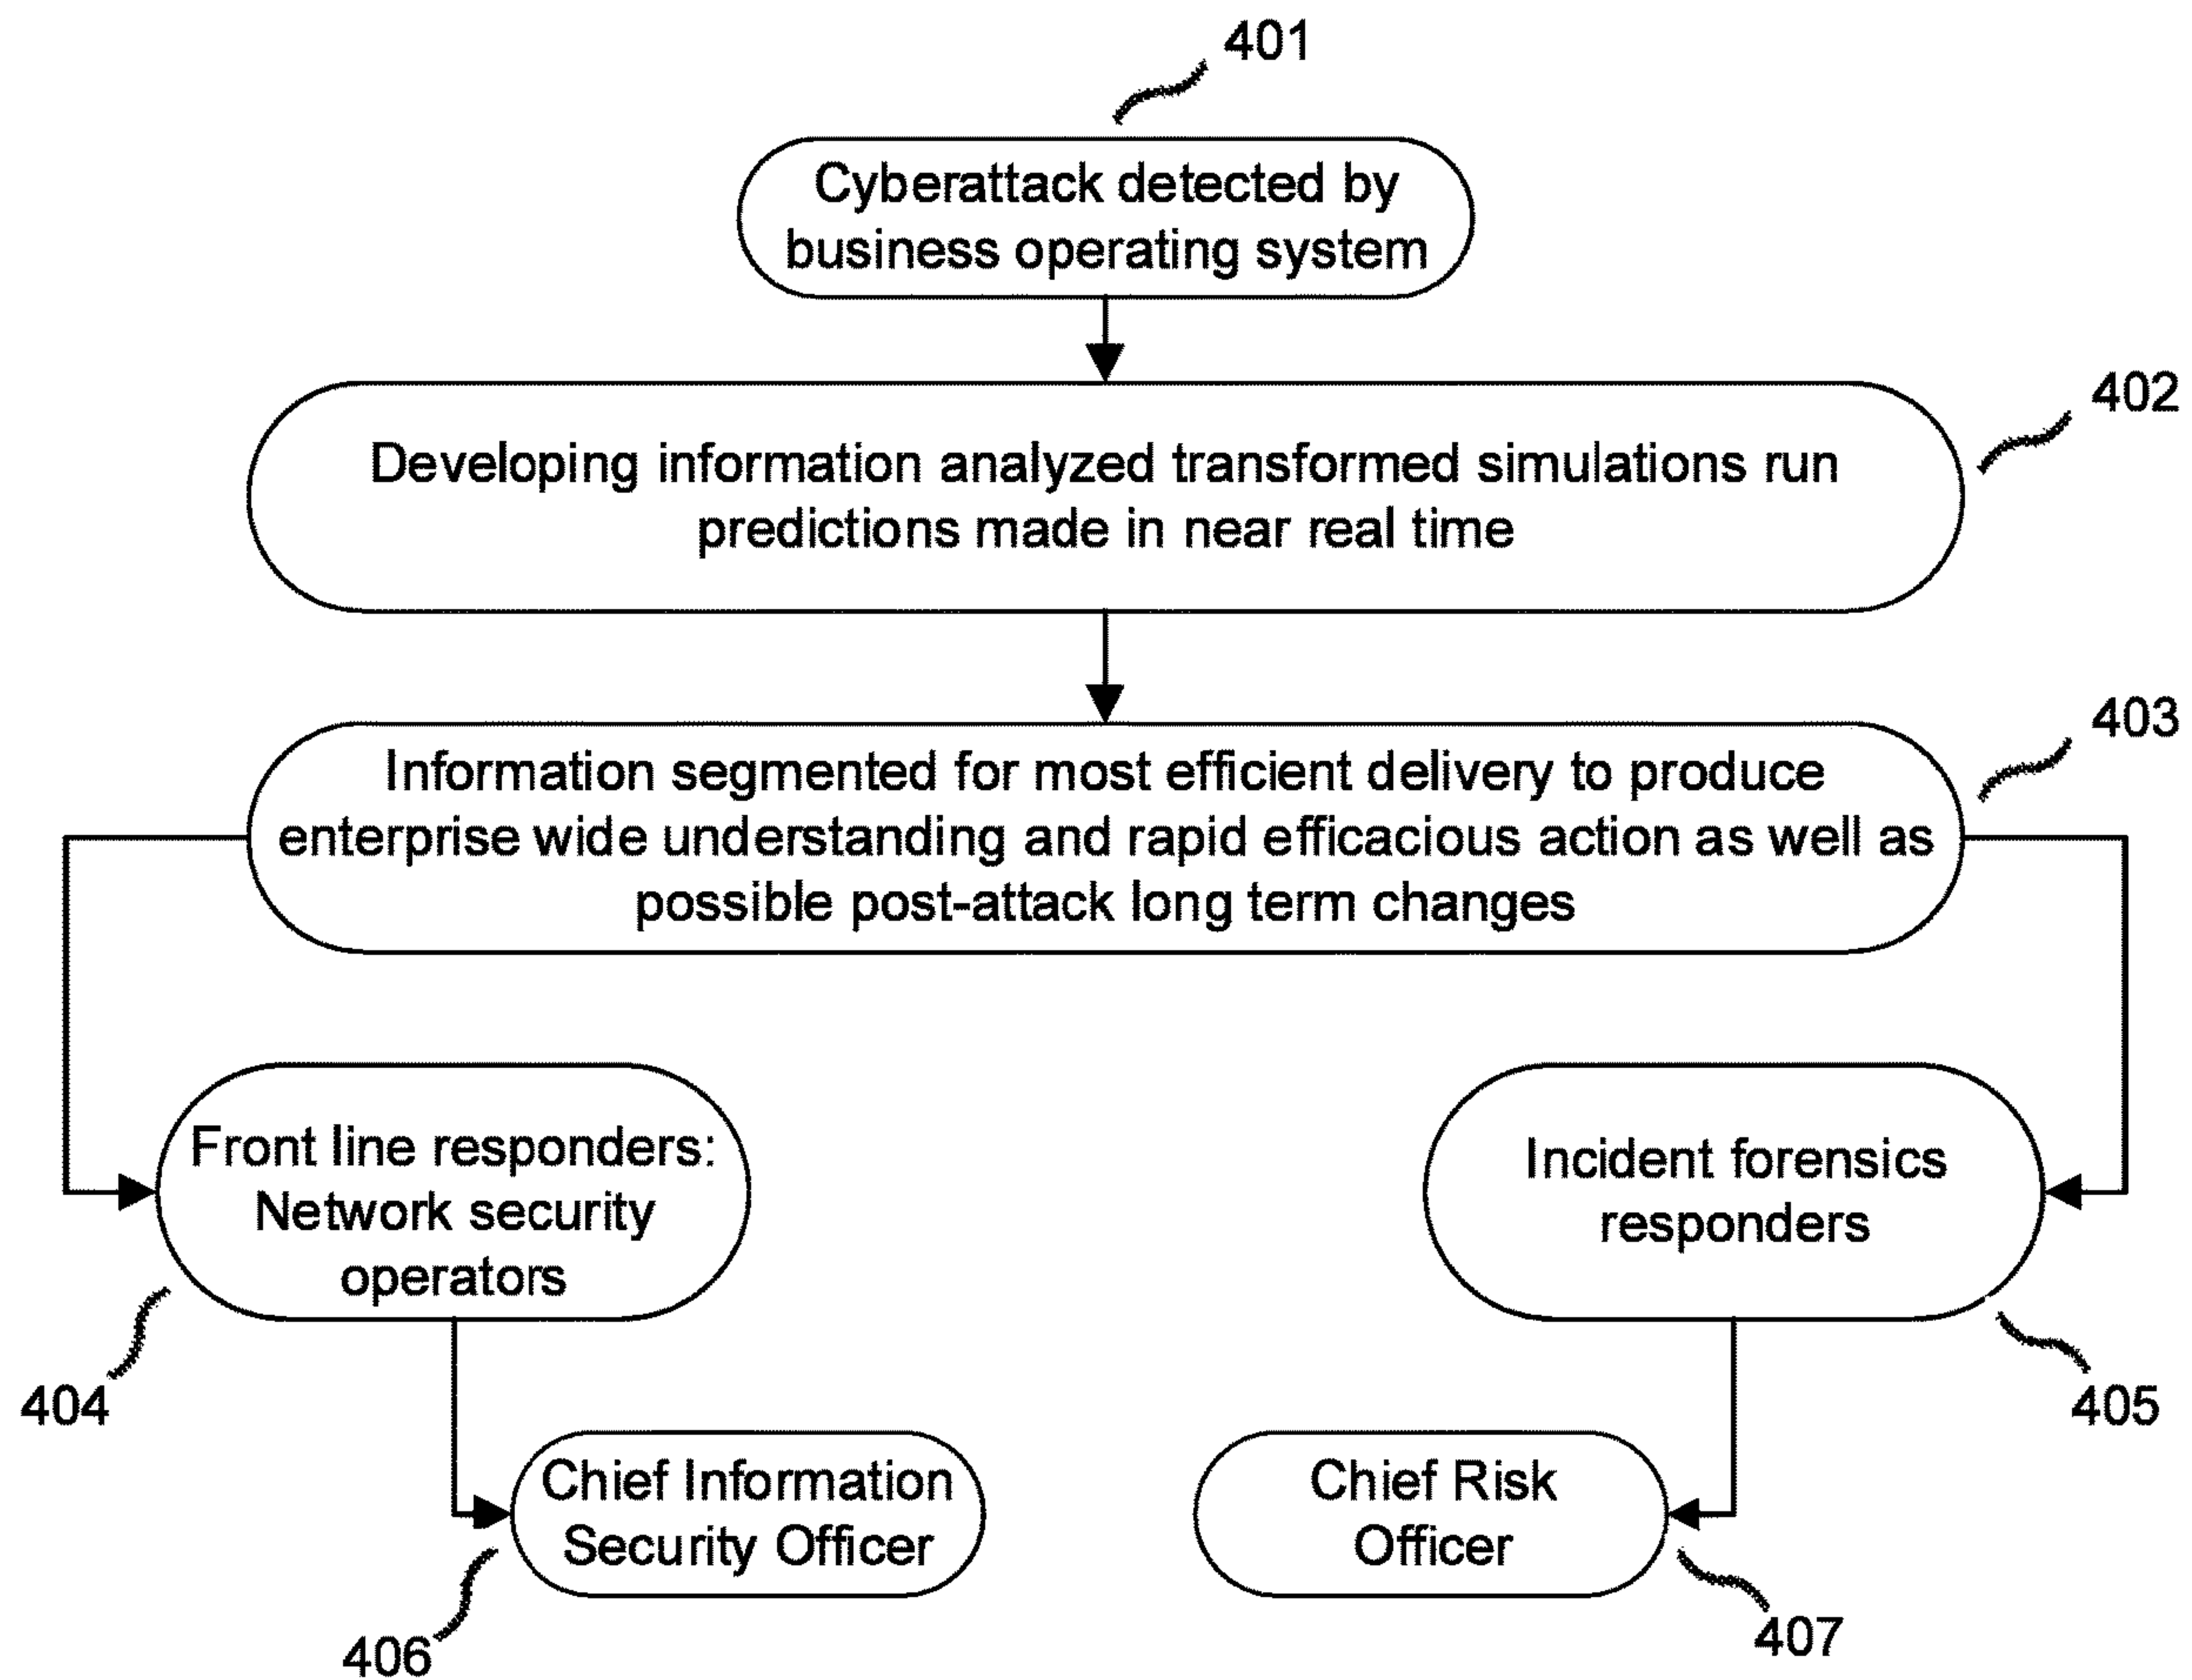 401
Cyberattack detected by
business operating system
402
Developing information analyzed transformed simulations run
predictions made in near real time
403
Information segmented for most efficient delivery to produce
enterprise wide understanding and rapid efficacious action as well as
possible post-attack long term changes
Front line responders:
Network security
operators
404
Incident forensics
responders
405
Chief Information
Security Officer
406
Chief Risk
Officer
407